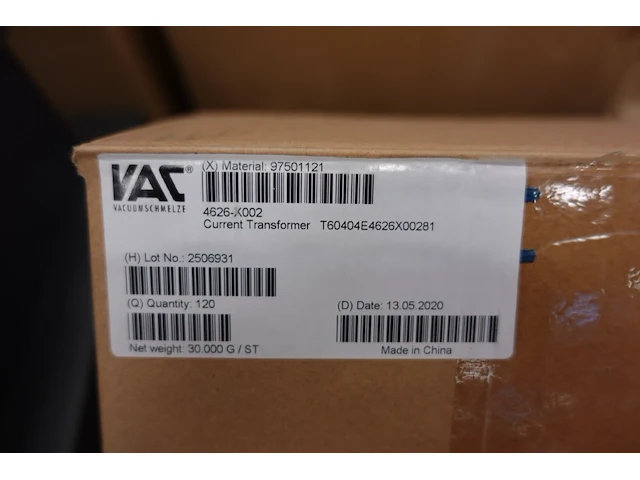 VAC®
VACUUMSCHMELZE
(X) Material: 97501121
4626-X002
Current Transformer T60404E4626X00281
(H) Lot No.: 2506931
(Q) Quantity: 120
(D) Date: 13.05.2020
Net weight: 30.000 G / ST
Made in China